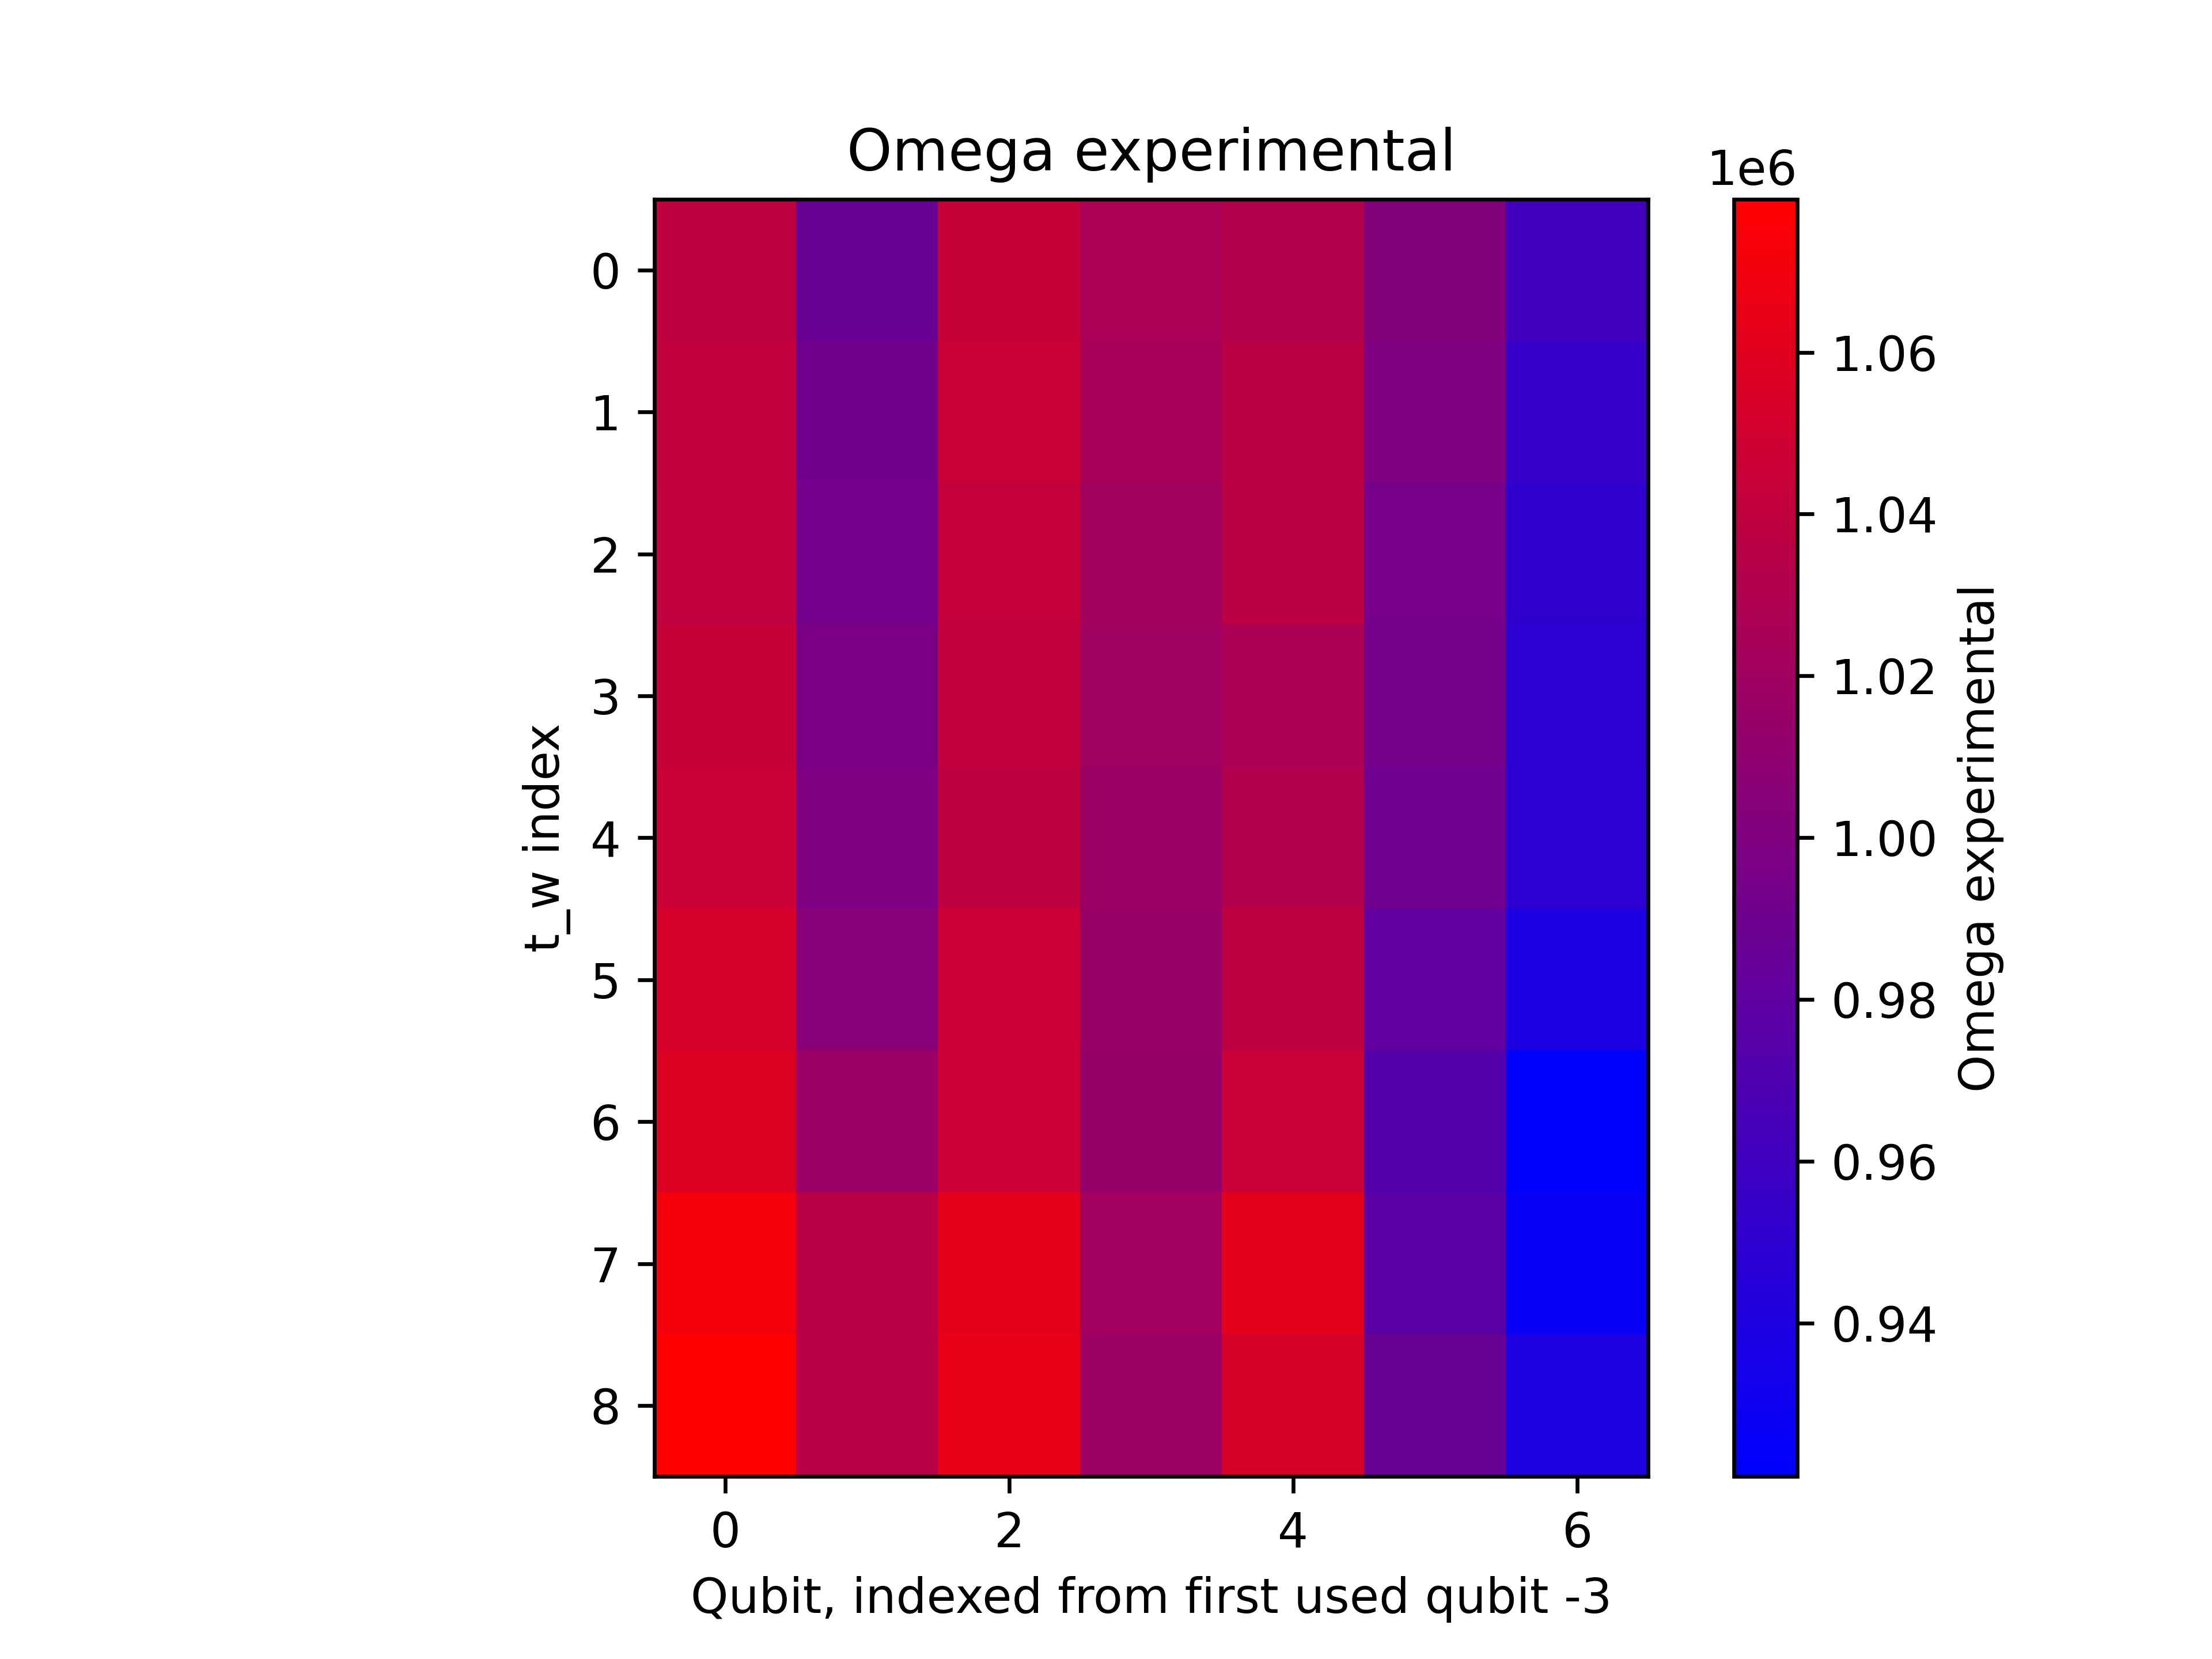 Omega experimental
1e6
0
1
2
3
4
5
6
7
8
t_w index
0 2 4 6
Qubit, indexed from first used qubit -3
1.06
1.04
1.02
1.00
0.98
0.96
0.94
Omega experimental